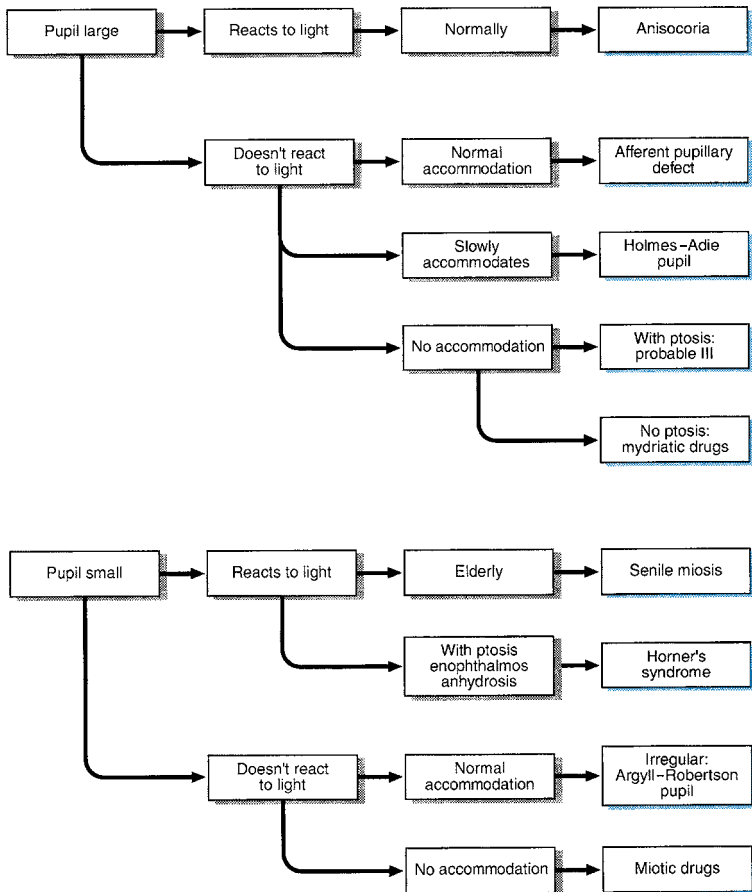 Pupil large
Reacts to light
Normally
Anisocoria
Doesn't react
to light
Normal
accommodation
Afferent pupillary
defect
Slowly
accommodates
Holmes–Adie
pupil
No accommodation
With ptosis:
probable III
No ptosis:
mydriatic drugs
Pupil small
Reacts to light
Elderly
Senile miosis
With ptosis
enophthalmos
anhydrosis
Horner's
syndrome
Doesn't react
to light
Normal
accommodation
Irregular:
Argyll–Robertson
pupil
No accommodation
Miotic drugs